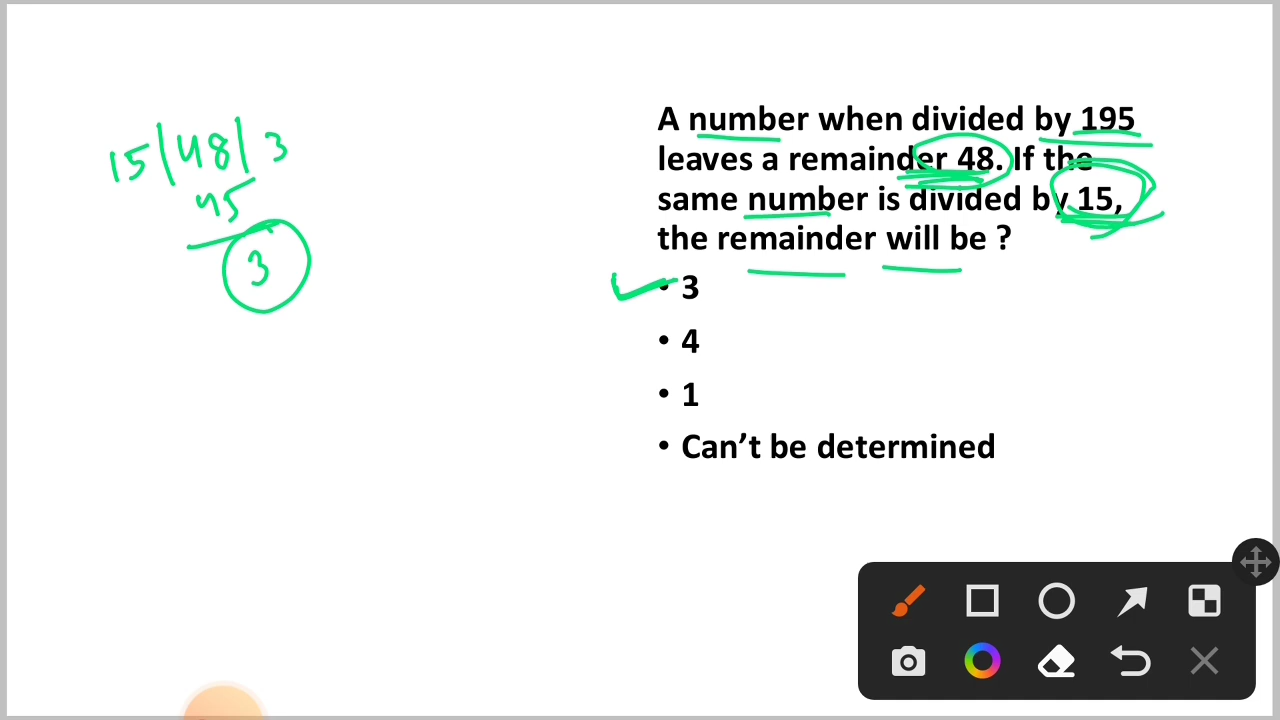 15|48|3
45
3
A number when divided by 195
leaves a remainder 48. If the
same number is divided by 15,
the remainder will be ?
• 3
• 4
• 1
• Can’t be determined